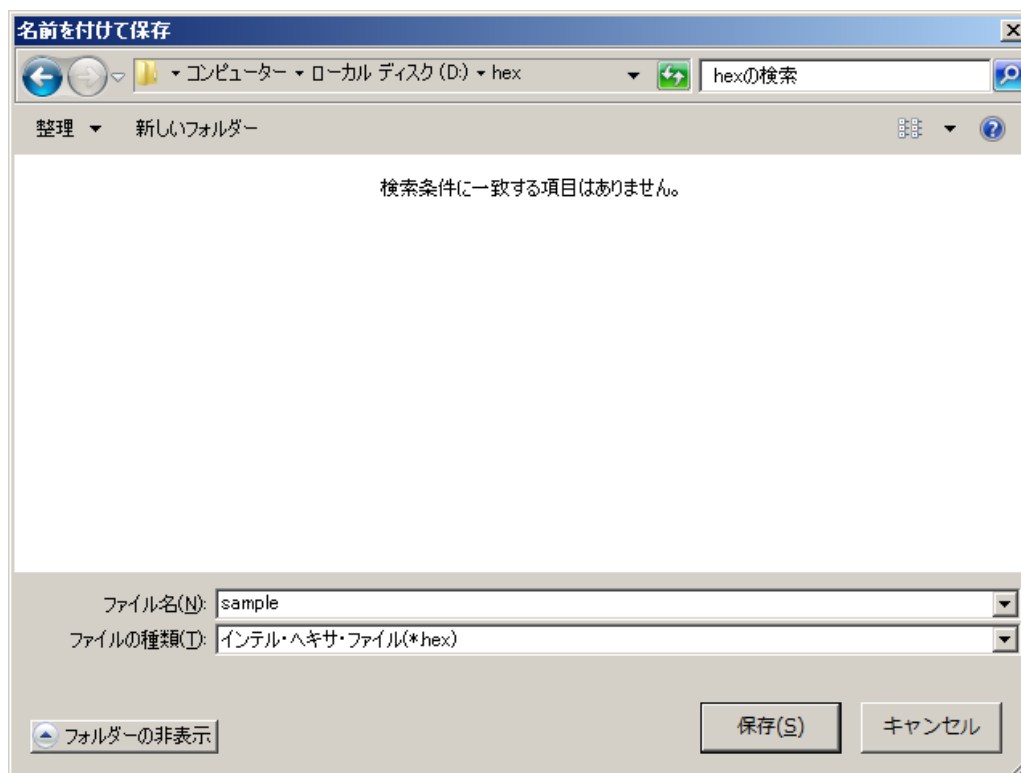 名前を付けて保存
コンピューター ローカル ディスク (D:) hex hexの検索
整理 新しいフォルダー
検索条件に一致する項目はありません。
ファイル名(N): sample
ファイルの種類(T): インテル・ヘキサ・ファイル(*hex)
フォルダーの非表示 保存(S) キャンセル